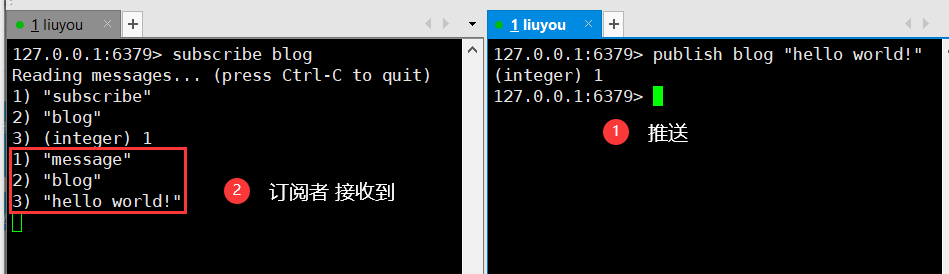 1 liuyou
127.0.0.1:6379> subscribe blog
Reading messages... (press Ctrl-C to quit)
1) "subscribe"
2) "blog"
3) (integer) 1
1) "message"
2) "blog"
3) "hello world!"
2 订阅者 接收到
1 liuyou
127.0.0.1:6379> publish blog "hello world!"
(integer) 1
127.0.0.1:6379>
1 推送